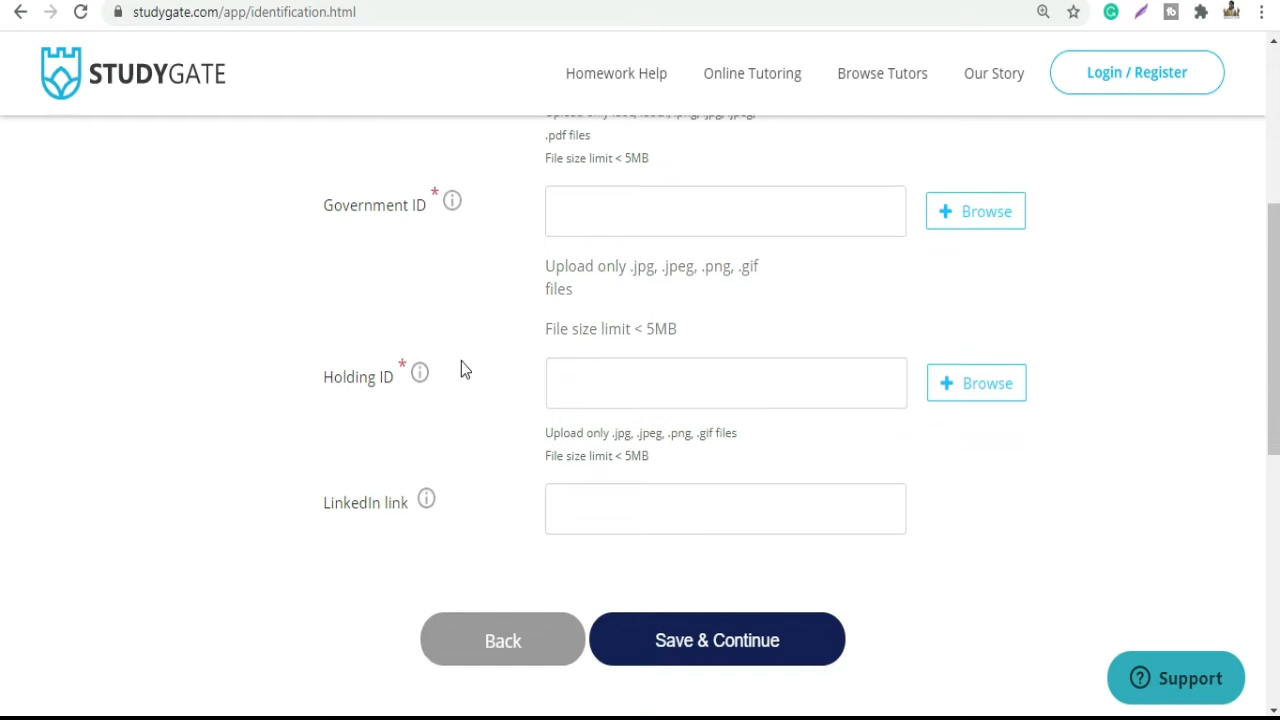 studygate.com/app/identification.html
STUDYGATE
Homework Help
Online Tutoring
Browse Tutors
Our Story
Login / Register
.pdf files
File size limit < 5MB
Government ID *
+ Browse
Upload only .jpg, .jpeg, .png, .gif
files
File size limit < 5MB
Holding ID *
+ Browse
Upload only .jpg, .jpeg, .png, .gif files
File size limit < 5MB
LinkedIn link
Back
Save & Continue
Support